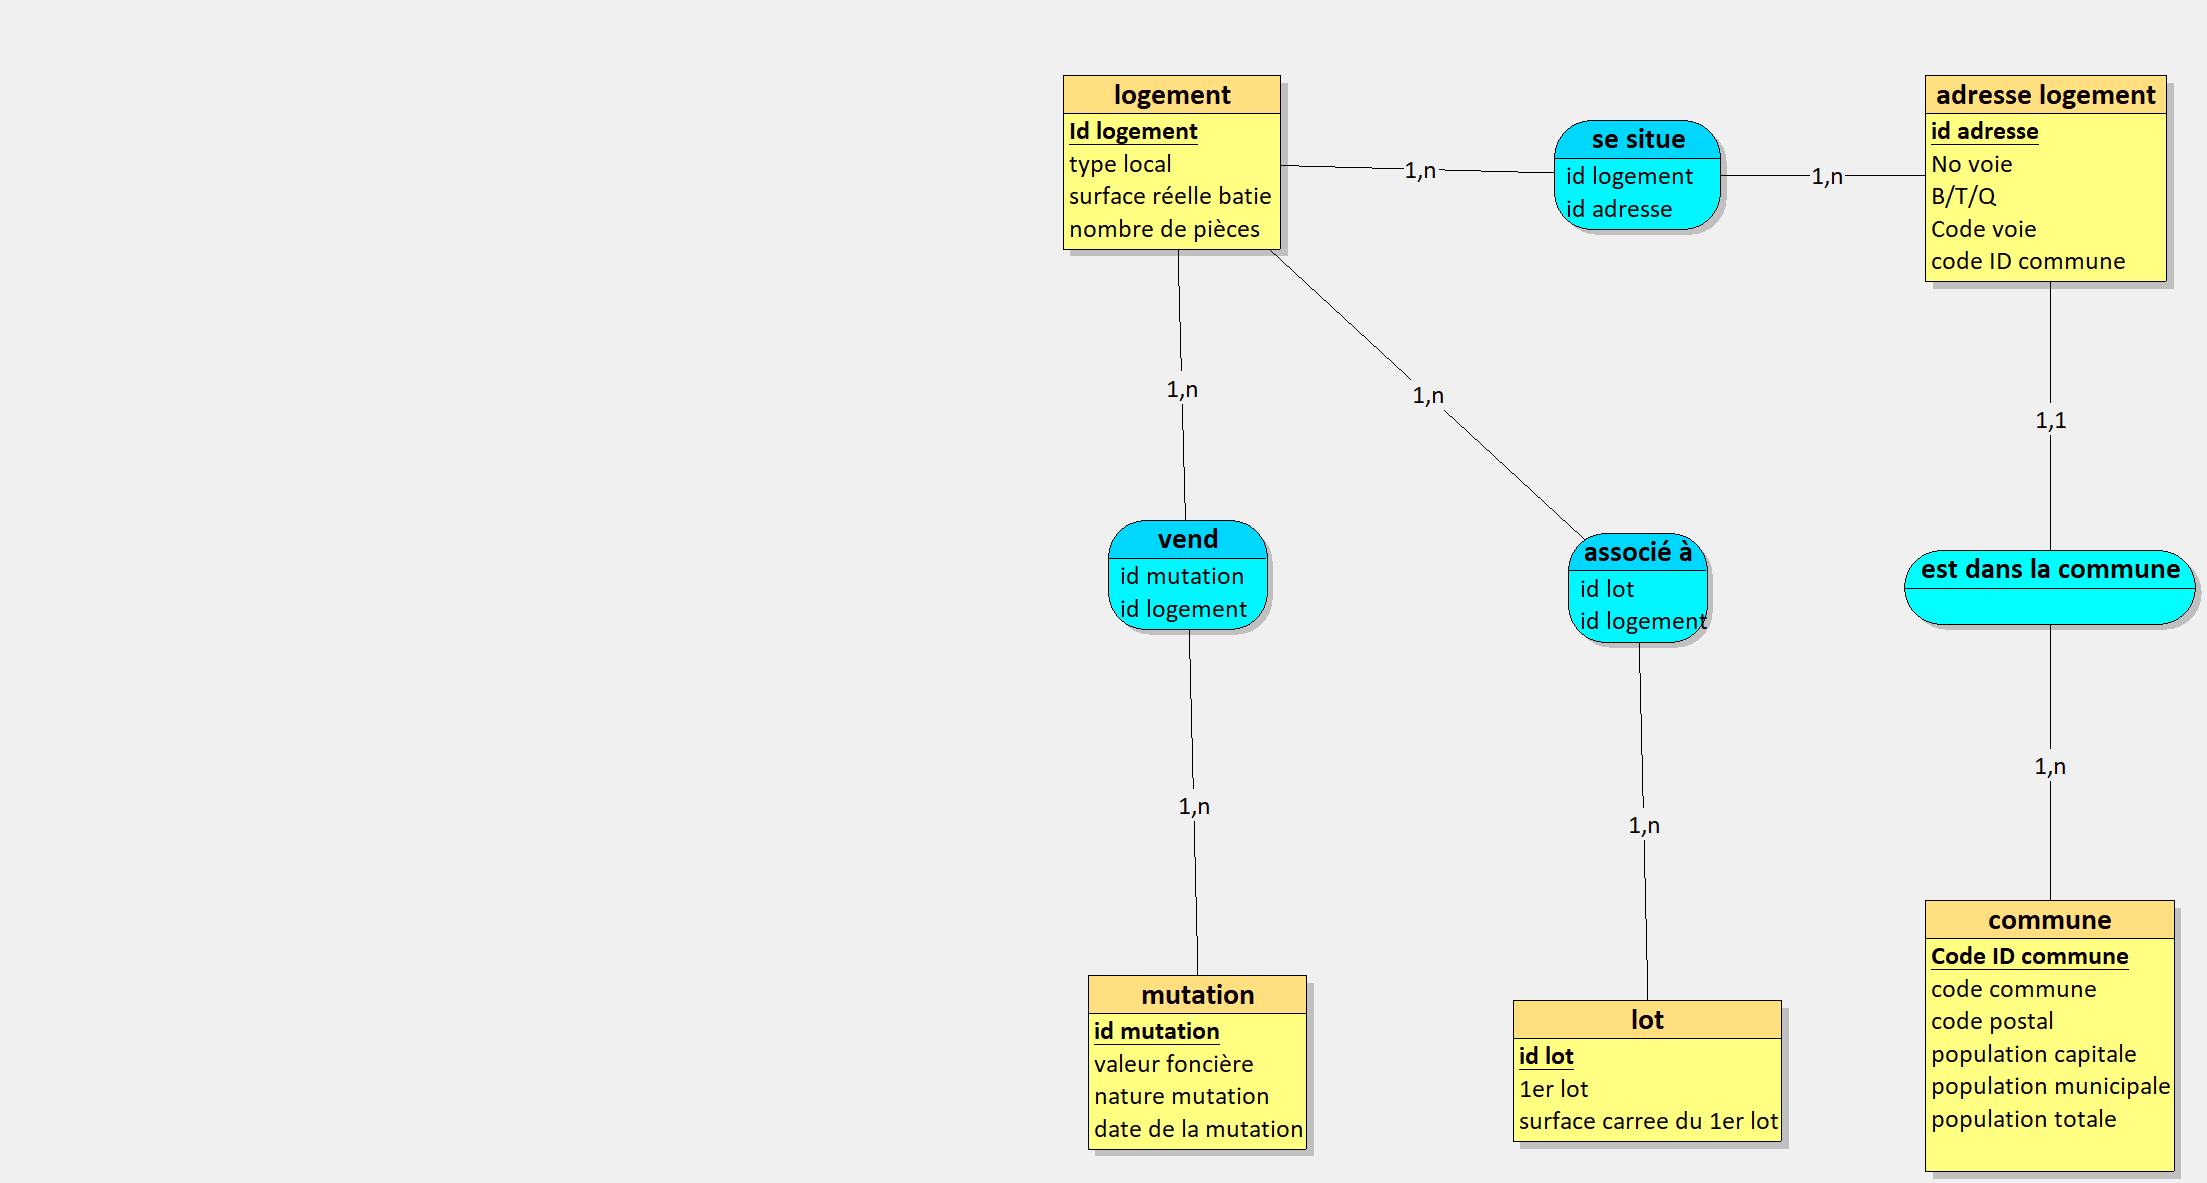 logement
Id logement
type local
surface réelle batie
nombre de pièces
1,n
se situe
id logement
id adresse
1,n
adresse logement
id adresse
No voie
B/T/Q
Code voie
code ID commune
1,n
1,n
1,1
vend
id mutation
id logement
associé à
id lot
id logement
est dans la commune
1,n
1,n
1,n
mutation
id mutation
valeur foncière
nature mutation
date de la mutation
lot
id lot
1er lot
surface carree du 1er lot
commune
Code ID commune
code commune
code postal
population capitale
population municipale
population totale